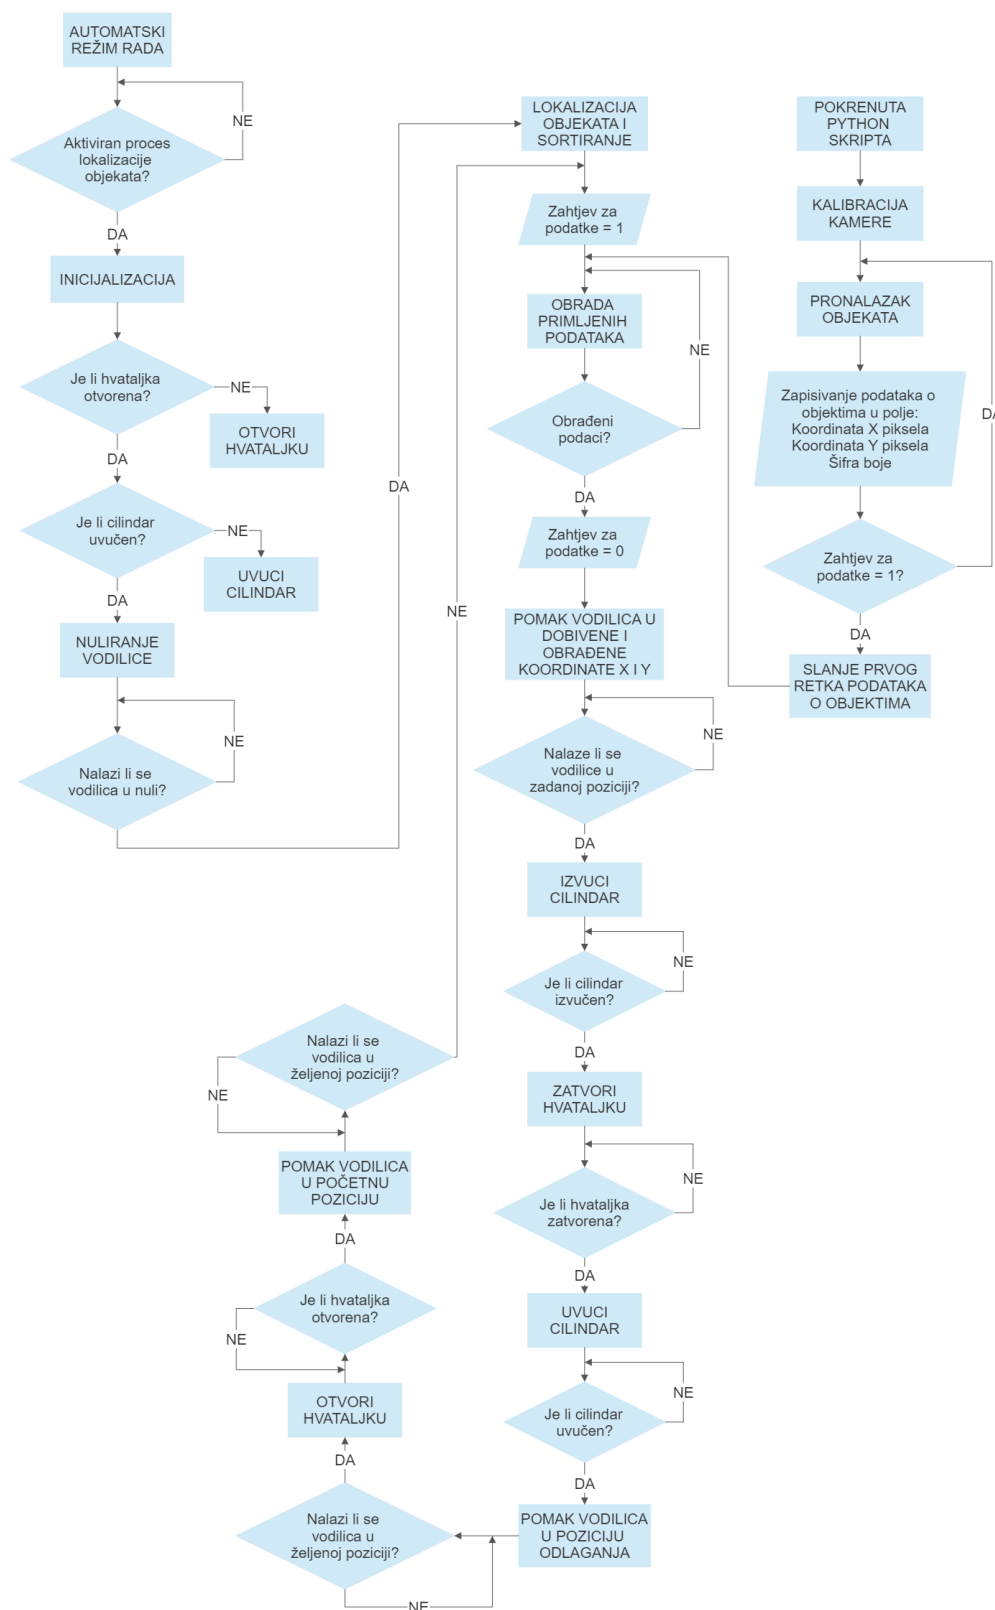 AUTOMATSKI
REŽIM RADA
NE
Aktiviran proces
lokalizacije
objekata?
DA
INICIJALIZACIJA
Je li hvataljka
otvorena?
NE
OTVORI
HVATALJKU
DA
Je li cilindar
uvučen?
NE
UVUCI
CILINDAR
DA
NULIRANJE
VODILICE
NE
Nalazi li se
vodilica u nuli?
DA
LOKALIZACIJA
OBJEKATA I
SORTIRANJE
Zahtjev za
podatke = 1
OBRADA
PRIMLJENIH
PODATAKA
NE
Obrađeni
podaci?
DA
Zahtjev za
podatke = 0
POMAK VODILICA U
DOBIVENE I
OBRAĐENE
KOORDINATE X I Y
NE
Nalaze li se
vodilice u
zadanoj poziciji?
DA
IZVUCI
CILINDAR
NE
Je li cilindar
izvučen?
DA
ZATVORI
HVATALJKU
NE
Je li hvataljka
zatvorena?
DA
UVUCI
CILINDAR
NE
Je li cilindar
uvučen?
DA
POMAK VODILICA
U POZICIJU
ODLAGANJA
Nalazi li se
vodilica u
željenoj poziciji?
NE
DA
OTVORI
HVATALJKU
NE
Je li hvataljka
otvorena?
DA
POMAK VODILICA
U POČETNU
POZICIJU
NE
Nalazi li se
vodilica u
željenoj poziciji?
NE
POKRENUTA
PYTHON
SKRIPTA
KALIBRACIJA
KAMERE
PRONALAZAK
OBJEKATA
Zapisivanje podataka o
objektima u polje:
Koordinata X piksela
Koordinata Y piksela
Šifra boje
DA
Zahtjev za
podatke = 1?
DA
SLANJE PRVOG
RETKA PODATAKA
O OBJEKTIMA